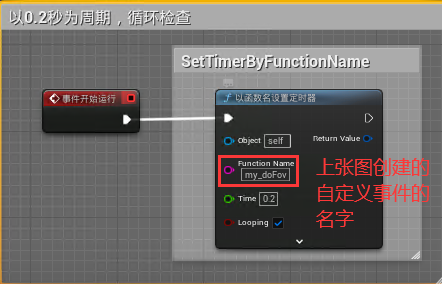 以0.2秒为周期，循环检查
SetTimerByFunctionName
事件开始运行
以函数名设置定时器
Object self
Return Value
Function Name
my_doFov
Time 0.2
Looping
上张图创建的
自定义事件的
名字